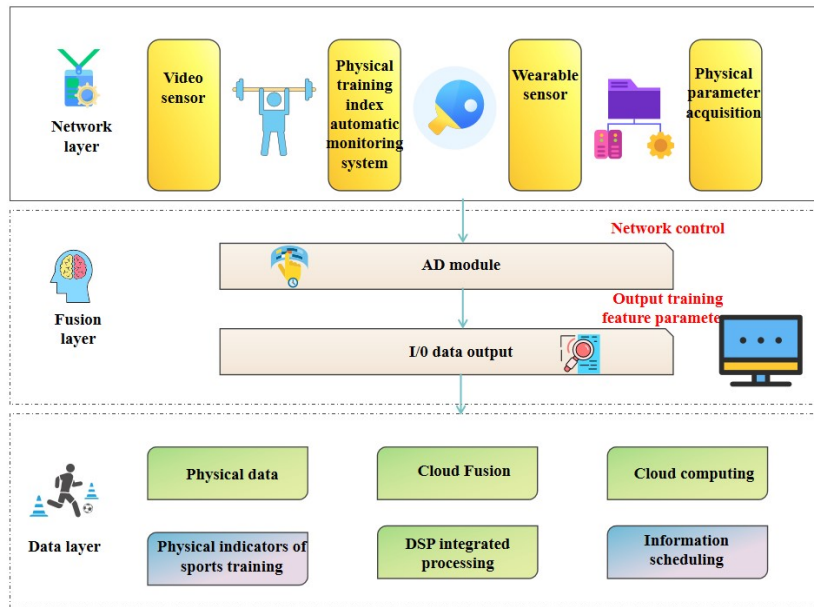 Network
layer
Video
sensor
Physical
training
index
automatic
monitoring
system
Wearable
sensor
Physical
parameter
acquisition
Network control
AD module
Fusion
layer
Output training
feature paramete
I/0 data output
Physical data
Cloud Fusion
Cloud computing
Data layer
Physical indicators of
sports training
DSP integrated
processing
Information
scheduling